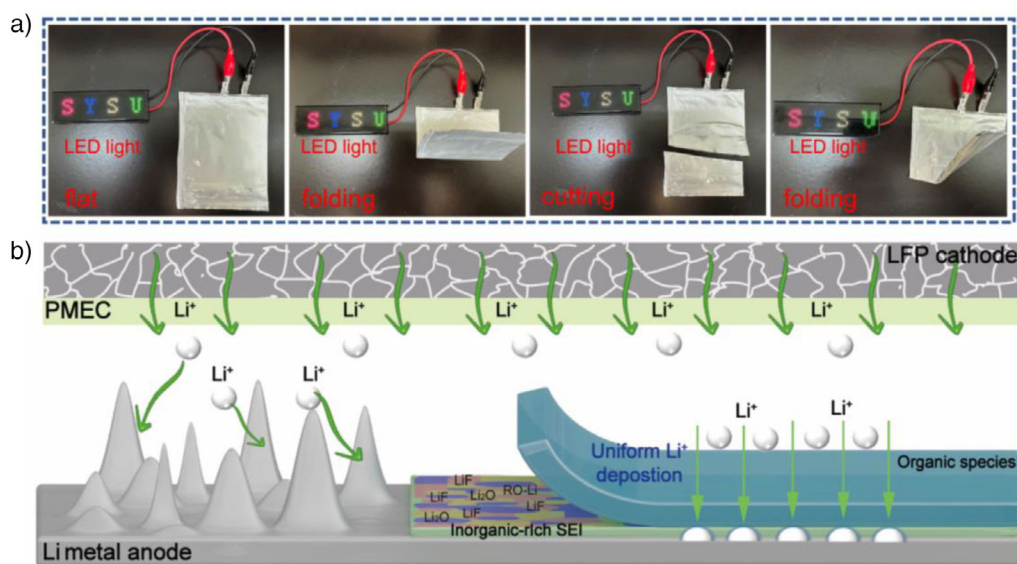 a)
S Y S U
LED light
flat
S Y S U
LED light
folding
S Y S U
LED light
cutting
S Y S U
LED light
folding
b)
LFP cathode
PMEC
Li⁺
Li⁺
Li⁺
Li⁺
Li⁺
Li⁺
Li⁺
Li⁺
Li⁺
Uniform Li⁺
depostion
Organic species
LiF
RO-Li
LiF
Li₂O
LiF
Li₂O
LiF
Inorganic-rich SEI
Li metal anode